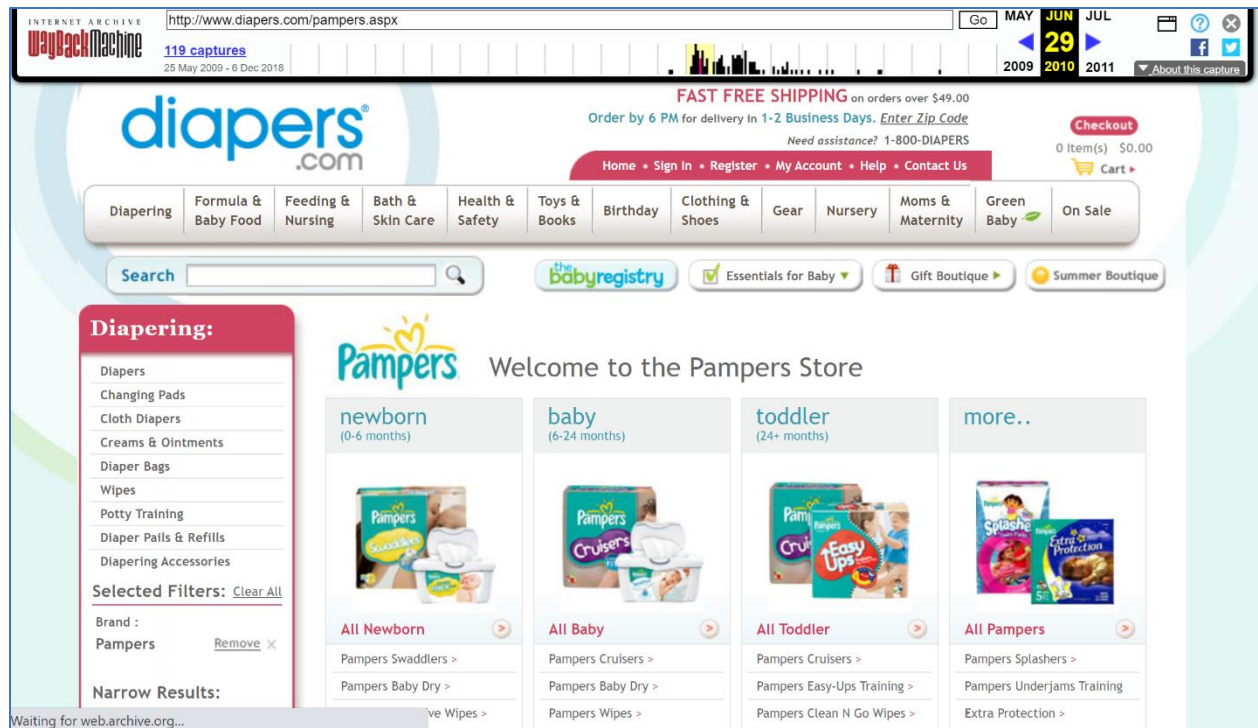 INTERNET ARCHIVE
WayBackMachine
http://www.diapers.com/pampers.aspx
Go
MAY JUN JUL
119 captures
29
25 May 2009 - 6 Dec 2018
2009 2010 2011
About this capture
diapers.com®
FAST FREE SHIPPING on orders over $49.00
Order by 6 PM for delivery in 1-2 Business Days. Enter Zip Code
Need assistance? 1-800-DIAPERS
Home • Sign In • Register • My Account • Help • Contact Us
Checkout
0 Item(s) $0.00
Cart
Diapering
Formula & Baby Food
Feeding & Nursing
Bath & Skin Care
Health & Safety
Toys & Books
Birthday
Clothing & Shoes
Gear
Nursery
Moms & Maternity
Green Baby
On Sale
Search
the babyregistry
Essentials for Baby
Gift Boutique
Summer Boutique
Diapering:
Diapers
Changing Pads
Cloth Diapers
Creams & Ointments
Diaper Bags
Wipes
Potty Training
Diaper Pails & Refills
Diapering Accessories
Selected Filters: Clear All
Brand :
Pampers Remove ×
Narrow Results:
Pampers
Welcome to the Pampers Store
newborn
(0-6 months)
Pampers
Swaddlers
All Newborn >
Pampers Swaddlers >
Pampers Baby Dry >
ve Wipes >
baby
(6-24 months)
Pampers
Cruisers
All Baby >
Pampers Cruisers >
Pampers Baby Dry >
Pampers Wipes >
toddler
(24+ months)
Pampers
Easy Ups
All Toddler >
Pampers Cruisers >
Pampers Easy-Ups Training >
Pampers Clean N Go Wipes >
more..
Splashe
Extra Protection
All Pampers >
Pampers Splashers >
Pampers Underjams Training
Extra Protection >
Waiting for web.archive.org...